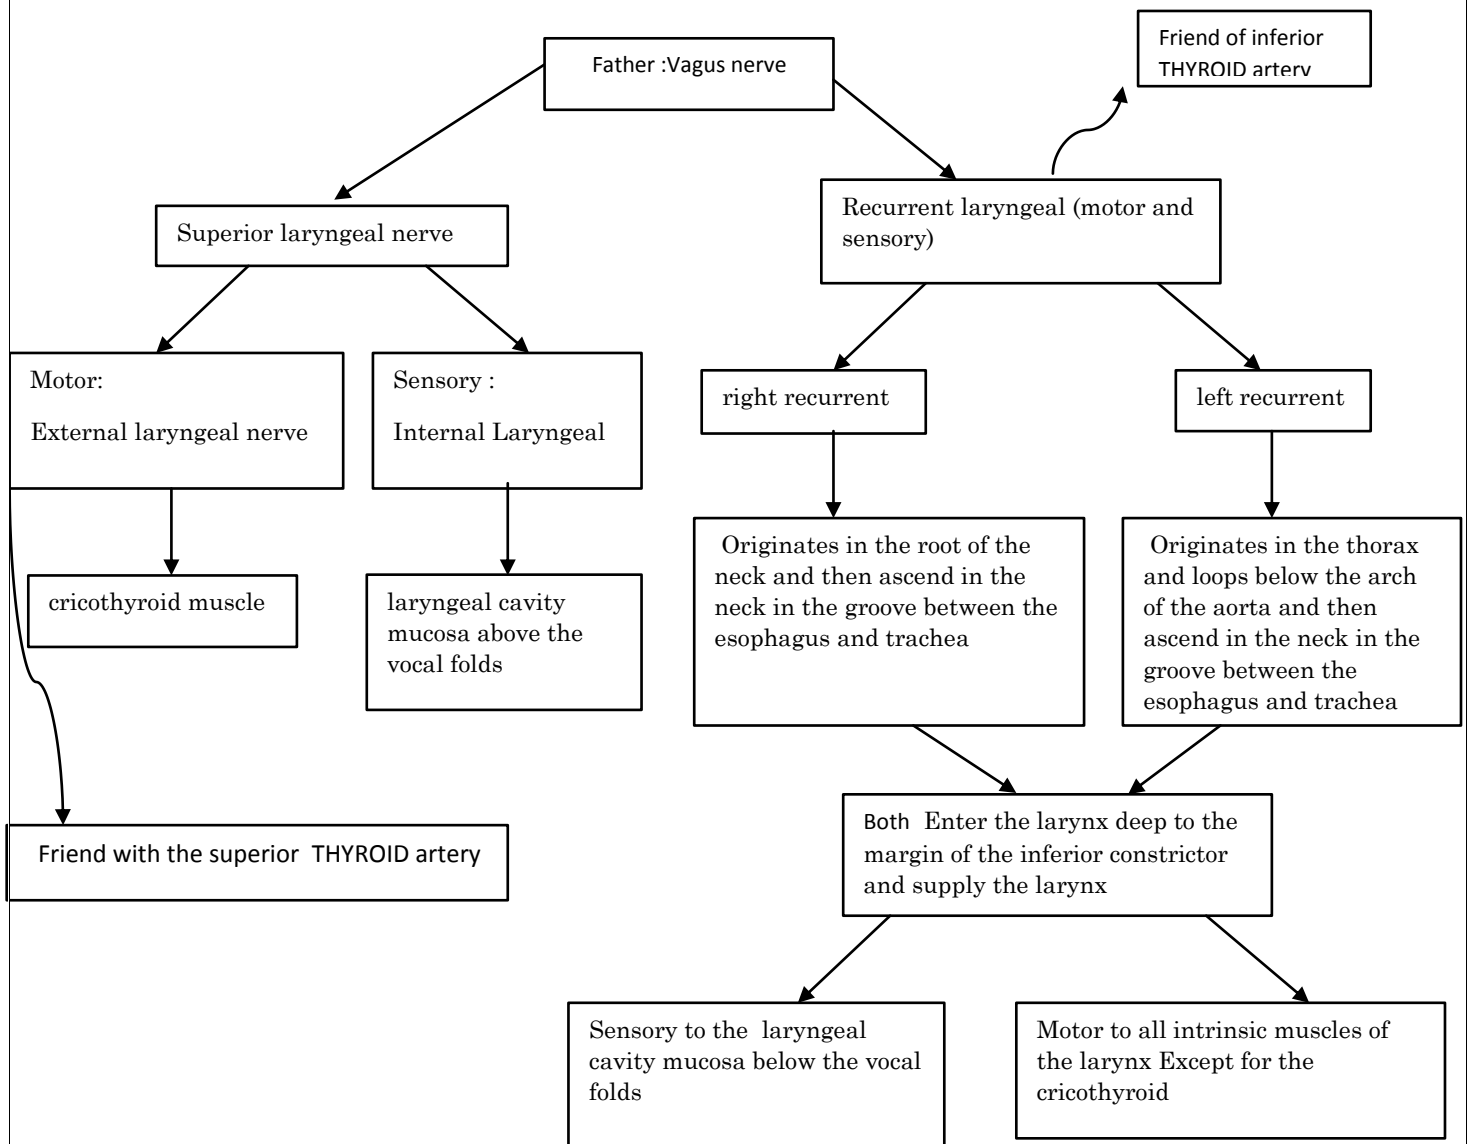 Father :Vagus nerve
Friend of inferior
THYROID artery
Superior laryngeal nerve
Recurrent laryngeal (motor and
sensory)
Motor:
External laryngeal nerve
Sensory :
Internal Laryngeal
right recurrent
left recurrent
cricothyroid muscle
laryngeal cavity
mucosa above the
vocal folds
Originates in the root of the
neck and then ascend in the
neck in the groove between the
esophagus and trachea
Originates in the thorax
and loops below the arch
of the aorta and then
ascend in the neck in the
groove between the
esophagus and trachea
Friend with the superior THYROID artery
Both Enter the larynx deep to the
margin of the inferior constrictor
and supply the larynx
Sensory to the laryngeal
cavity mucosa below the vocal
folds
Motor to all intrinsic muscles of
the larynx Except for the
cricothyroid